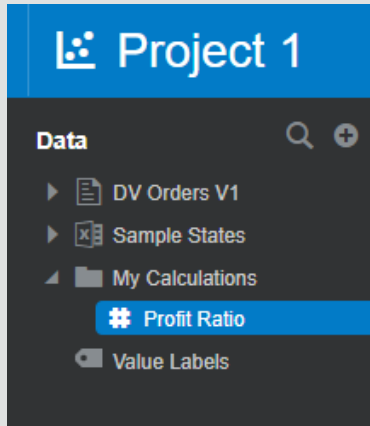 Project 1
Data
DV Orders V1
Sample States
My Calculations
Profit Ratio
Value Labels